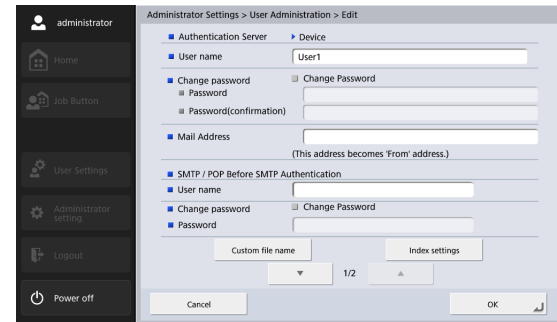 administrator
Home
Job Button
User Settings
Administrator
setting
Logout
Power off
Administrator Settings > User Administration > Edit
Authentication Server Device
User name User1
Change password Change Password
Password
Password(confirmation)
Mail Address
(This address becomes 'From' address.)
SMTP / POP Before SMTP Authentication
User name
Change password Change Password
Password
Custom file name Index settings
▼ 1/2 ▲
Cancel OK